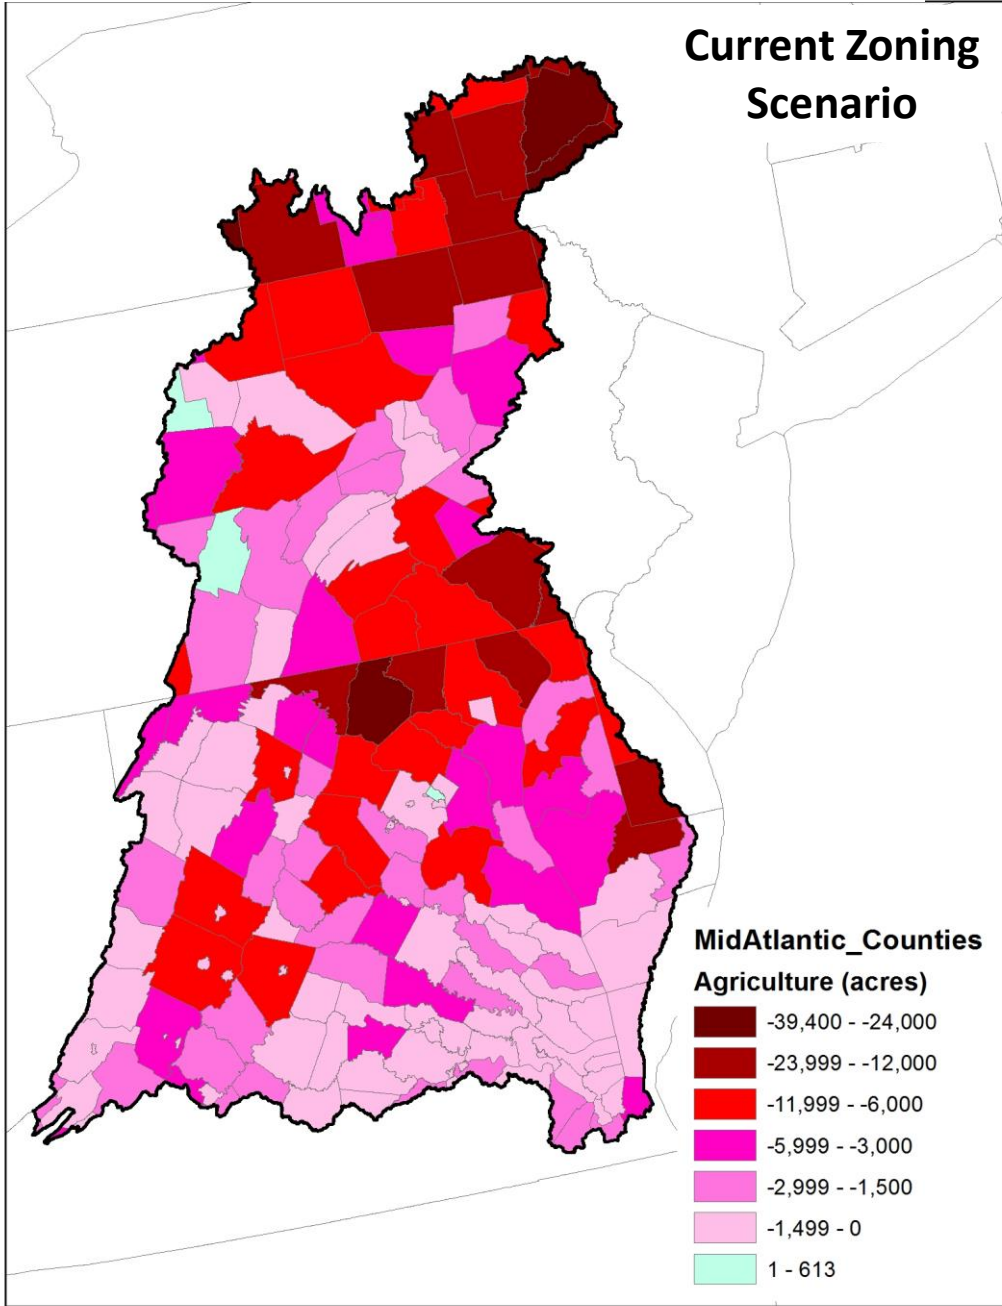 Current Zoning
Scenario
MidAtlantic_Counties
Agriculture (acres)
-39,400 - -24,000
-23,999 - -12,000
-11,999 - -6,000
-5,999 - -3,000
-2,999 - -1,500
-1,499 - 0
1 - 613